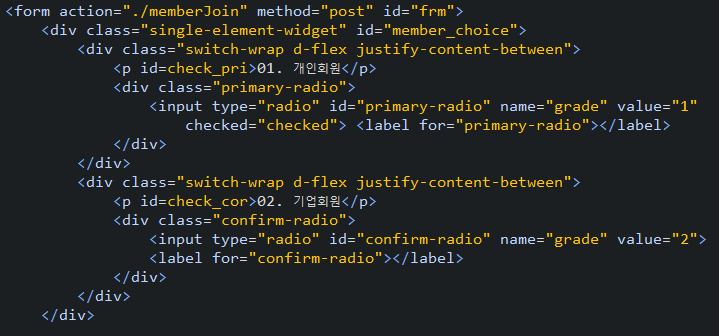 <form action="./memberJoin" method="post" id="frm">
<div class="single-element-widget" id="member_choice">
<div class="switch-wrap d-flex justify-content-between">
<p id=check_pri>01. 개인회원</p>
<div class="primary-radio">
<input type="radio" id="primary-radio" name="grade" value="1"
checked="checked"> <label for="primary-radio"></label>
</div>
</div>
<div class="switch-wrap d-flex justify-content-between">
<p id=check_cor>02. 기업회원</p>
<div class="confirm-radio">
<input type="radio" id="confirm-radio" name="grade" value="2">
<label for="confirm-radio"></label>
</div>
</div>
</div>